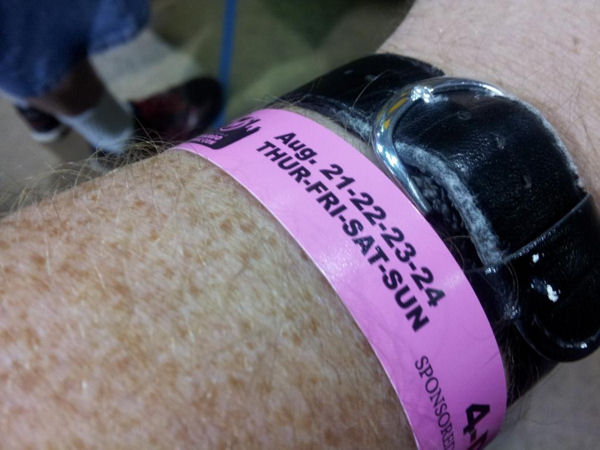 Aug. 21-22-23-24
THUR-FRI-SAT-SUN
SPONSORED